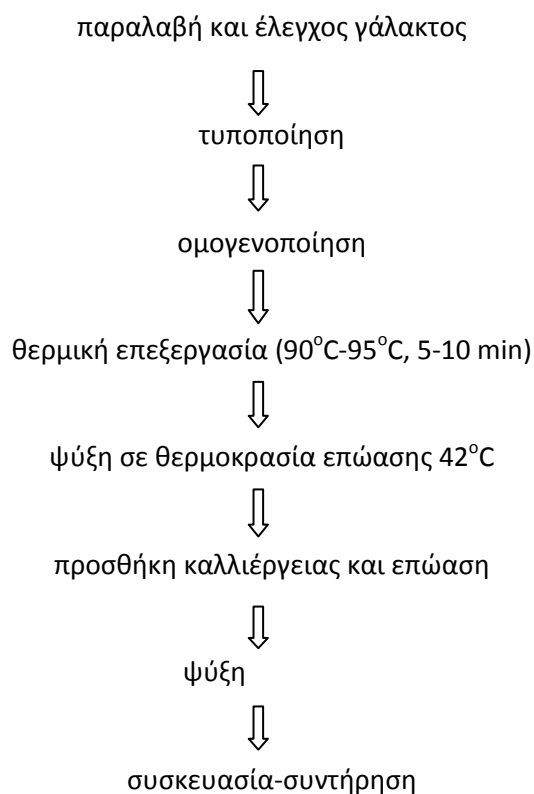 παραλαβή και έλεγχος γάλακτος
τυποποίηση
ομογενοποίηση
θερμική επεξεργασία (90°C-95°C, 5-10 min)
ψύξη σε θερμοκρασία επώασης 42°C
προσθήκη καλλιέργειας και επώαση
ψύξη
συσκευασία-συντήρηση